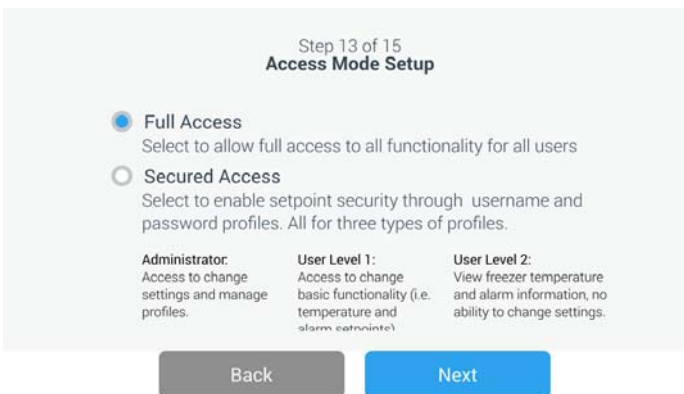 Step 13 of 15
Access Mode Setup
Full Access
Select to allow full access to all functionality for all users
Secured Access
Select to enable setpoint security through username and
password profiles. All for three types of profiles.
Administrator:
Access to change
settings and manage
profiles.
User Level 1:
Access to change
basic functionality (i.e.
temperature and
alarm setpoints)
User Level 2:
View freezer temperature
and alarm information, no
ability to change settings.
Back
Next